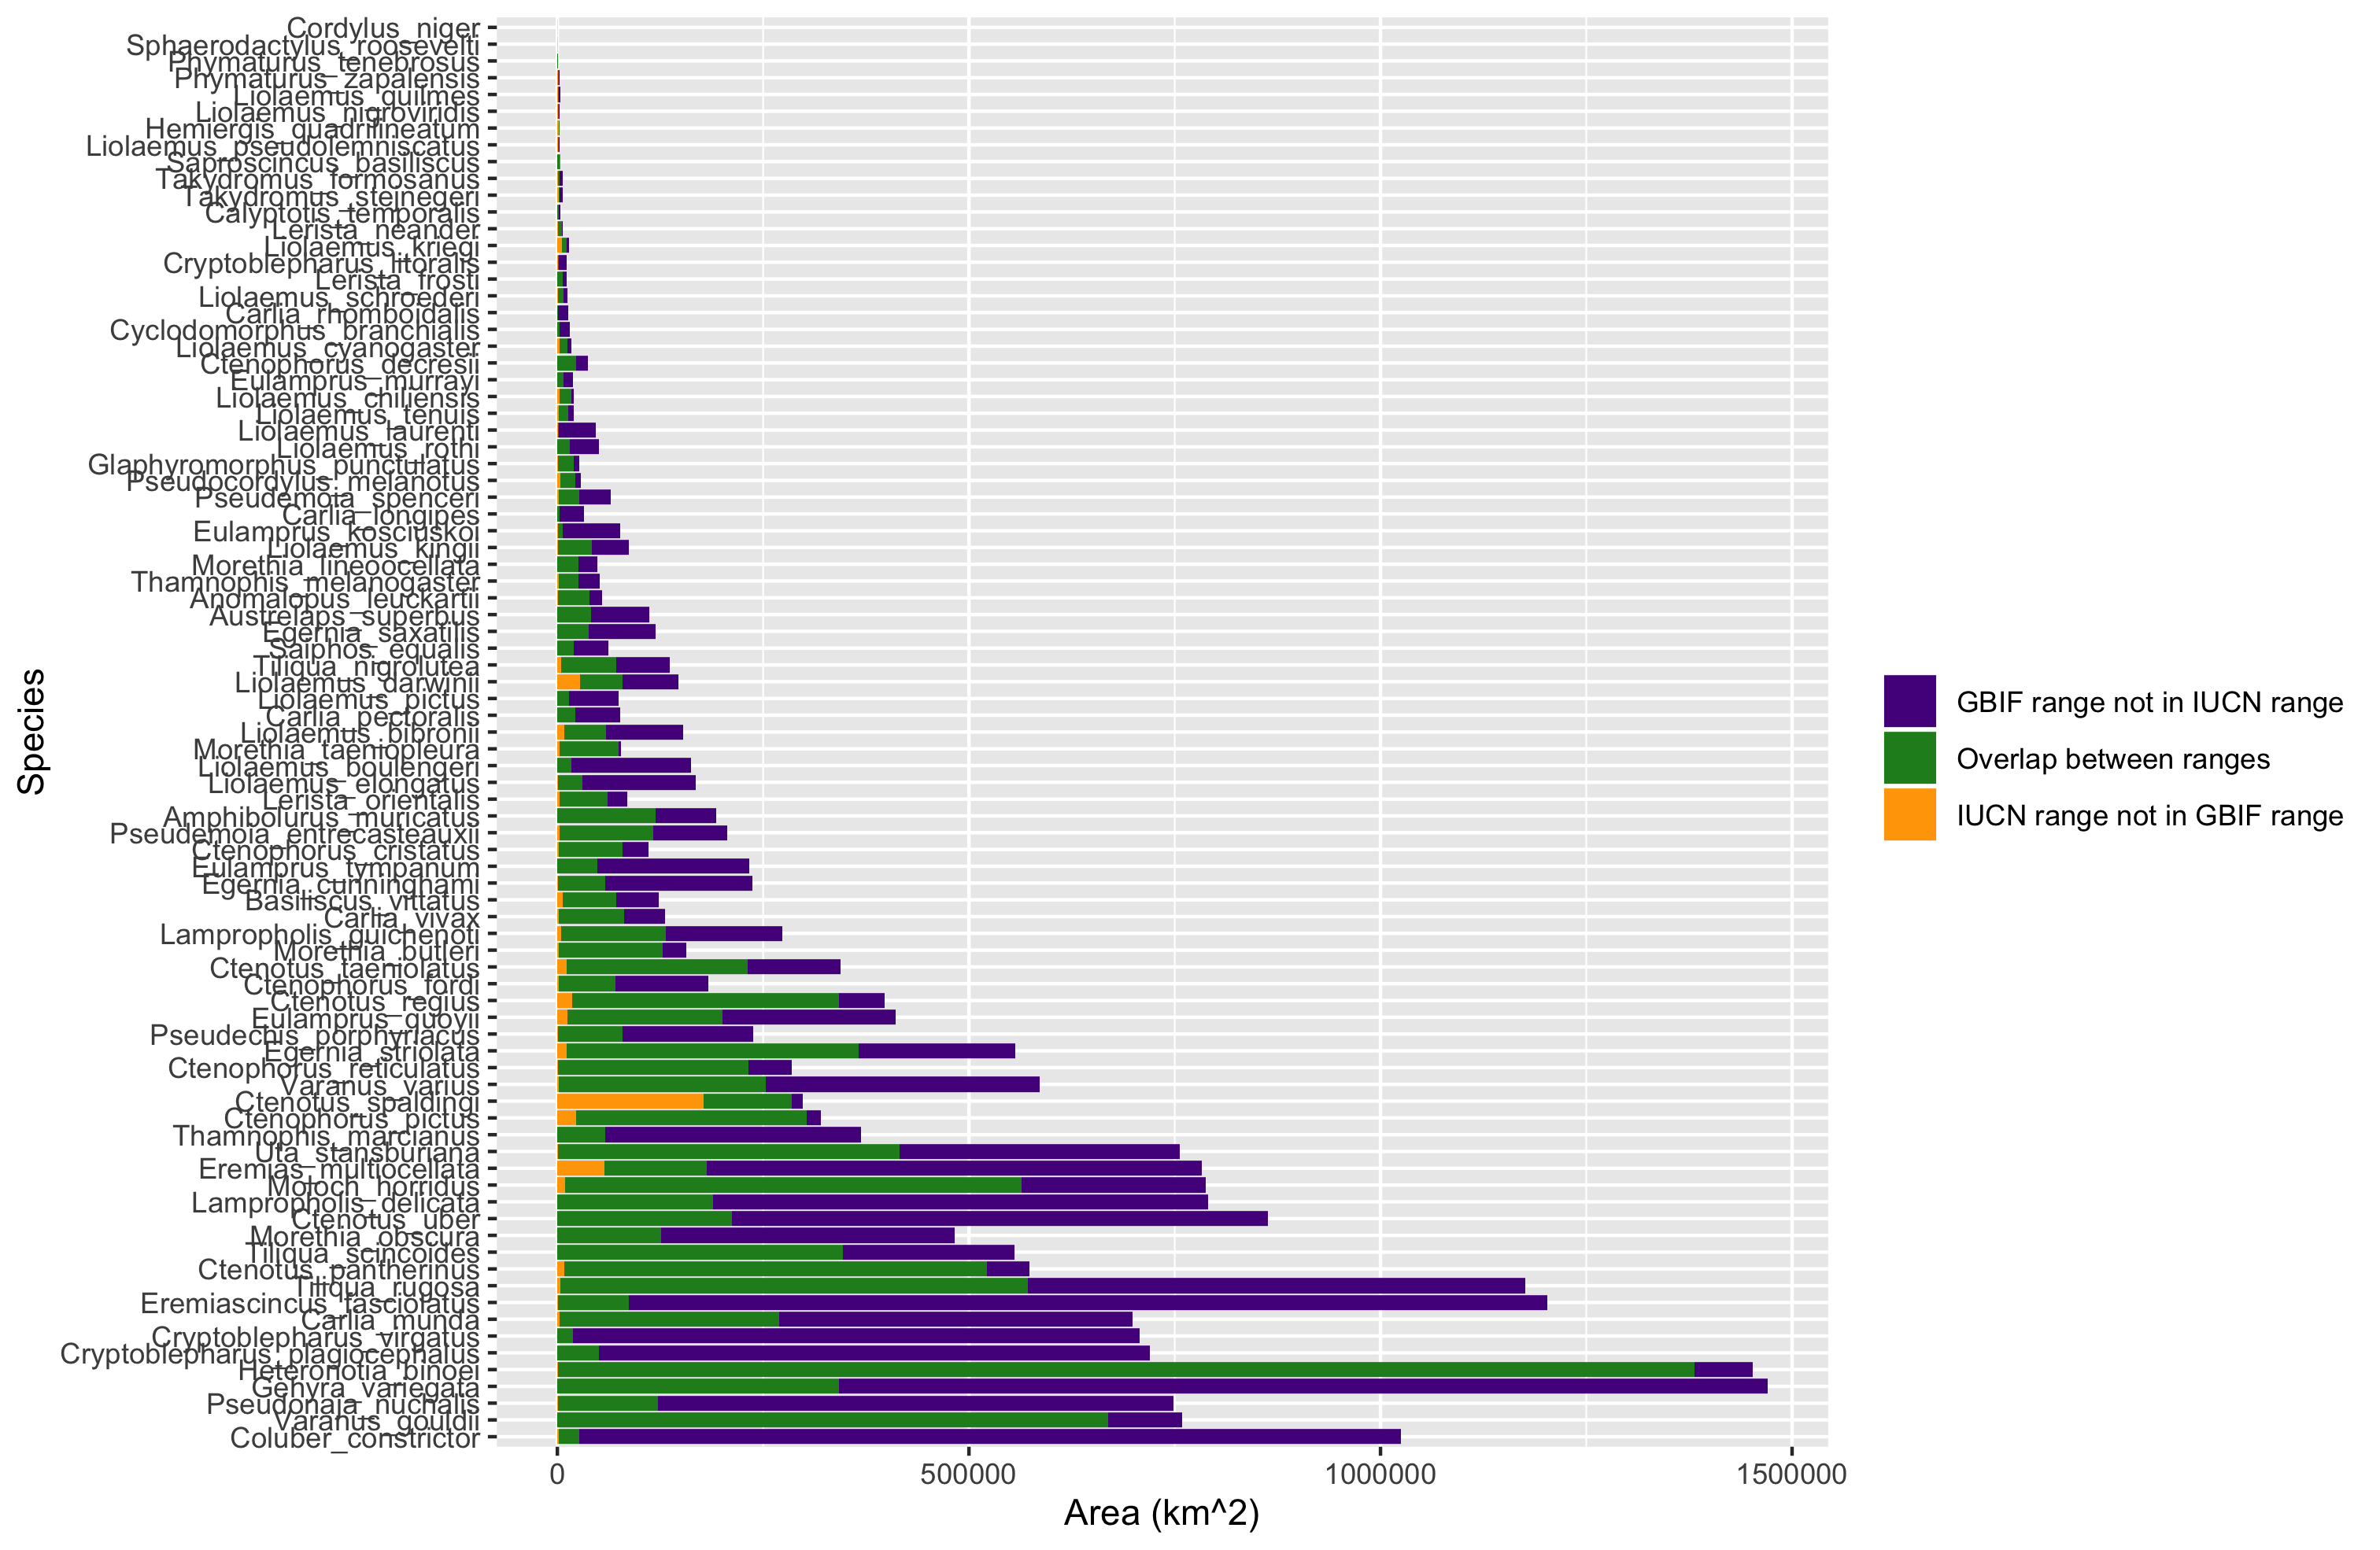 Cordylus_niger
Sphaerodactylus_roosevelti
Phymaturus_tenebrosus
Phymaturus_zapalensis
Liolaemus_quilmes
Liolaemus_nigroviridis
Hemiergis_quadrilineatum
Liolaemus_pseudolemniscatus
Saproscincus_basiliscus
Takydromus_formosanus
Takydromus_stejnegeri
Calyptotis_temporalis
Lerista_neander
Liolaemus_kriegi
Cryptoblepharus_litoralis
Lerista_frosti
Liolaemus_schroederi
Carlia_rhomboidalis
Cyclodomorphus_branchialis
Liolaemus_cyanogaster
Ctenophorus_decresii
Eulamprus_murrayi
Liolaemus_chiliensis
Liolaemus_tenuis
Liolaemus_laurenti
Liolaemus_rothi
Glaphyromorphus_punctulatus
Pseudocordylus_melanotus
Pseudemoia_spenceri
Carlia_longipes
Eulamprus_kosciuskoi
Liolaemus_kingii
Morethia_lineoocellata
Thamnophis_melanogaster
Anomalopus_leuckartii
Austrelaps_superbus
Egernia_saxatilis
Saiphos_equalis
Tiliqua_nigrolutea
Liolaemus_darwinii
Liolaemus_pictus
Carlia_pectoralis
Liolaemus_bibronii
Morethia_taeniopleura
Liolaemus_boulengeri
Liolaemus_elongatus
Lerista_orientalis
Amphibolurus_muricatus
Pseudemoia_entrecasteauxii
Ctenophorus_cristatus
Eulamprus_tympanum
Egernia_cunninghami
Basiliscus_vittatus
Carlia_vivax
Lampropholis_guichenoti
Morethia_butleri
Ctenotus_taeniolatus
Ctenophorus_fordi
Ctenotus_regius
Eulamprus_quoyii
Pseudechis_porphyriacus
Egernia_striolata
Ctenophorus_reticulatus
Varanus_varius
Ctenotus_spaldingi
Ctenophorus_pictus
Thamnophis_marcianus
Uta_stansburiana
Eremias_multiocellata
Moloch_horridus
Lampropholis_delicata
Ctenotus_uber
Morethia_obscura
Tiliqua_scincoides
Ctenotus_pantherinus
Tiliqua_rugosa
Eremiascincus_fasciolatus
Carlia_munda
Cryptoblepharus_virgatus
Cryptoblepharus_plagiocephalus
Heteronotia_binoei
Gehyra_variegata
Pseudonaja_nuchalis
Varanus_gouldii
Coluber_constrictor
Species
0 500000 1000000 1500000
Area (km^2)
GBIF range not in IUCN range
Overlap between ranges
IUCN range not in GBIF range